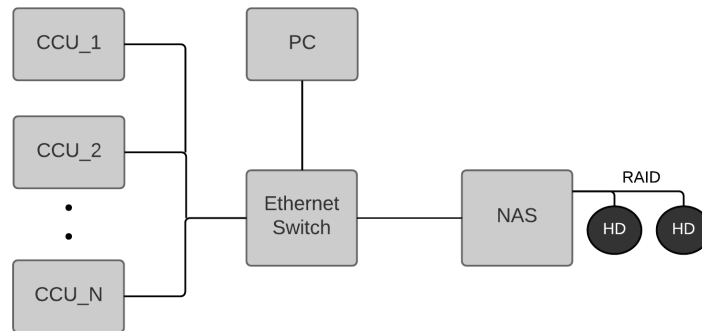 CCU_1
PC
CCU_2
Ethernet
Switch
NAS
RAID
HD
HD
CCU_N